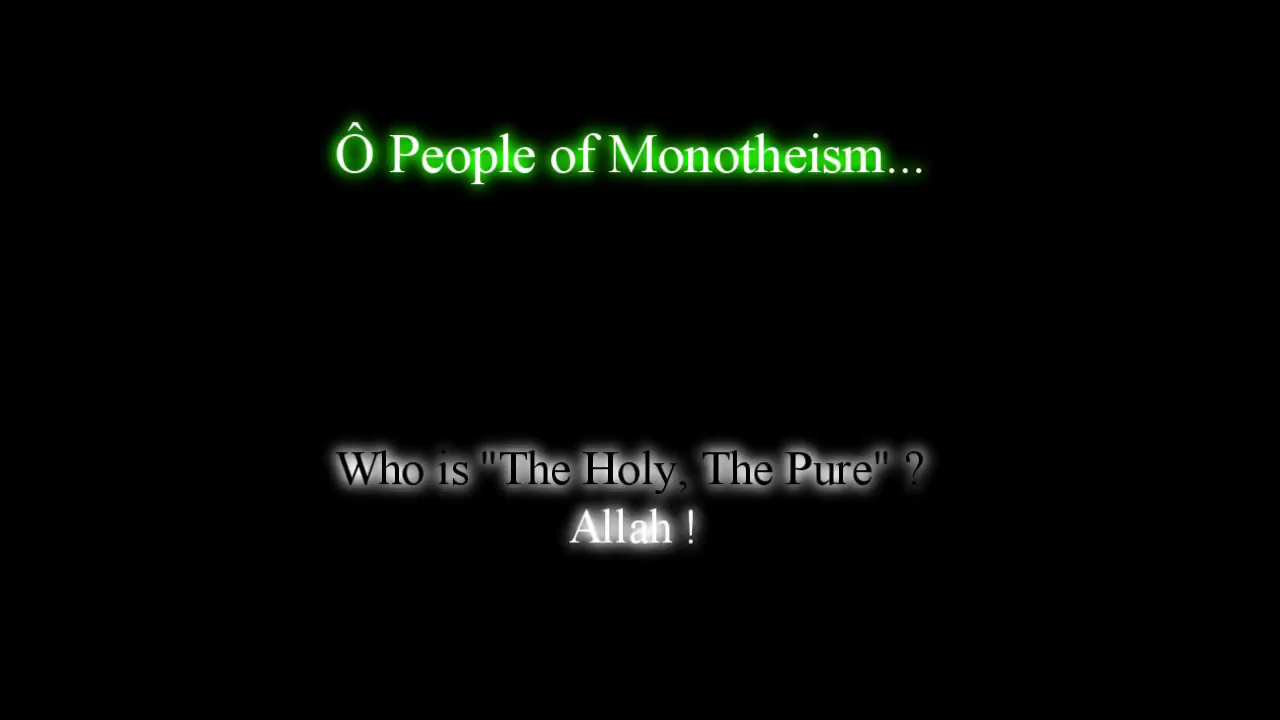 Ô People of Monotheism...
Who is "The Holy, The Pure" ?
Allah !